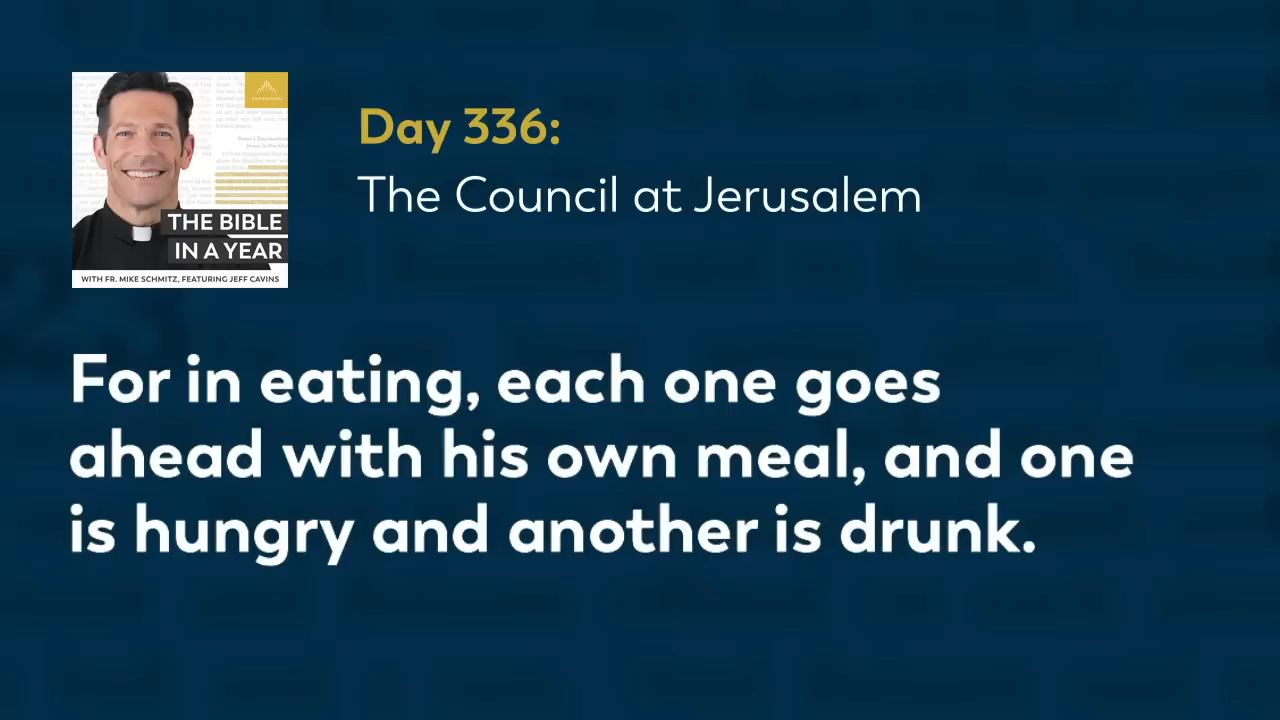 Day 336:
The Council at Jerusalem
THE BIBLE
IN A YEAR
WITH FR. MIKE SCHMITZ, FEATURING JEFF CAVINS
For in eating, each one goes
ahead with his own meal, and one
is hungry and another is drunk.